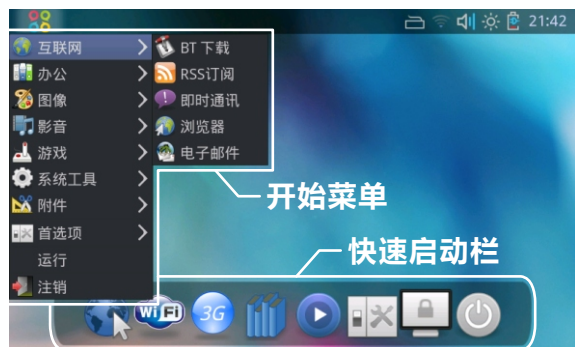 21:42
互联网
办公
图像
影音
游戏
系统工具
附件
首选项
运行
注销
BT 下载
RSS订阅
即时通讯
浏览器
电子邮件
开始菜单
快速启动栏
WiFi
3G